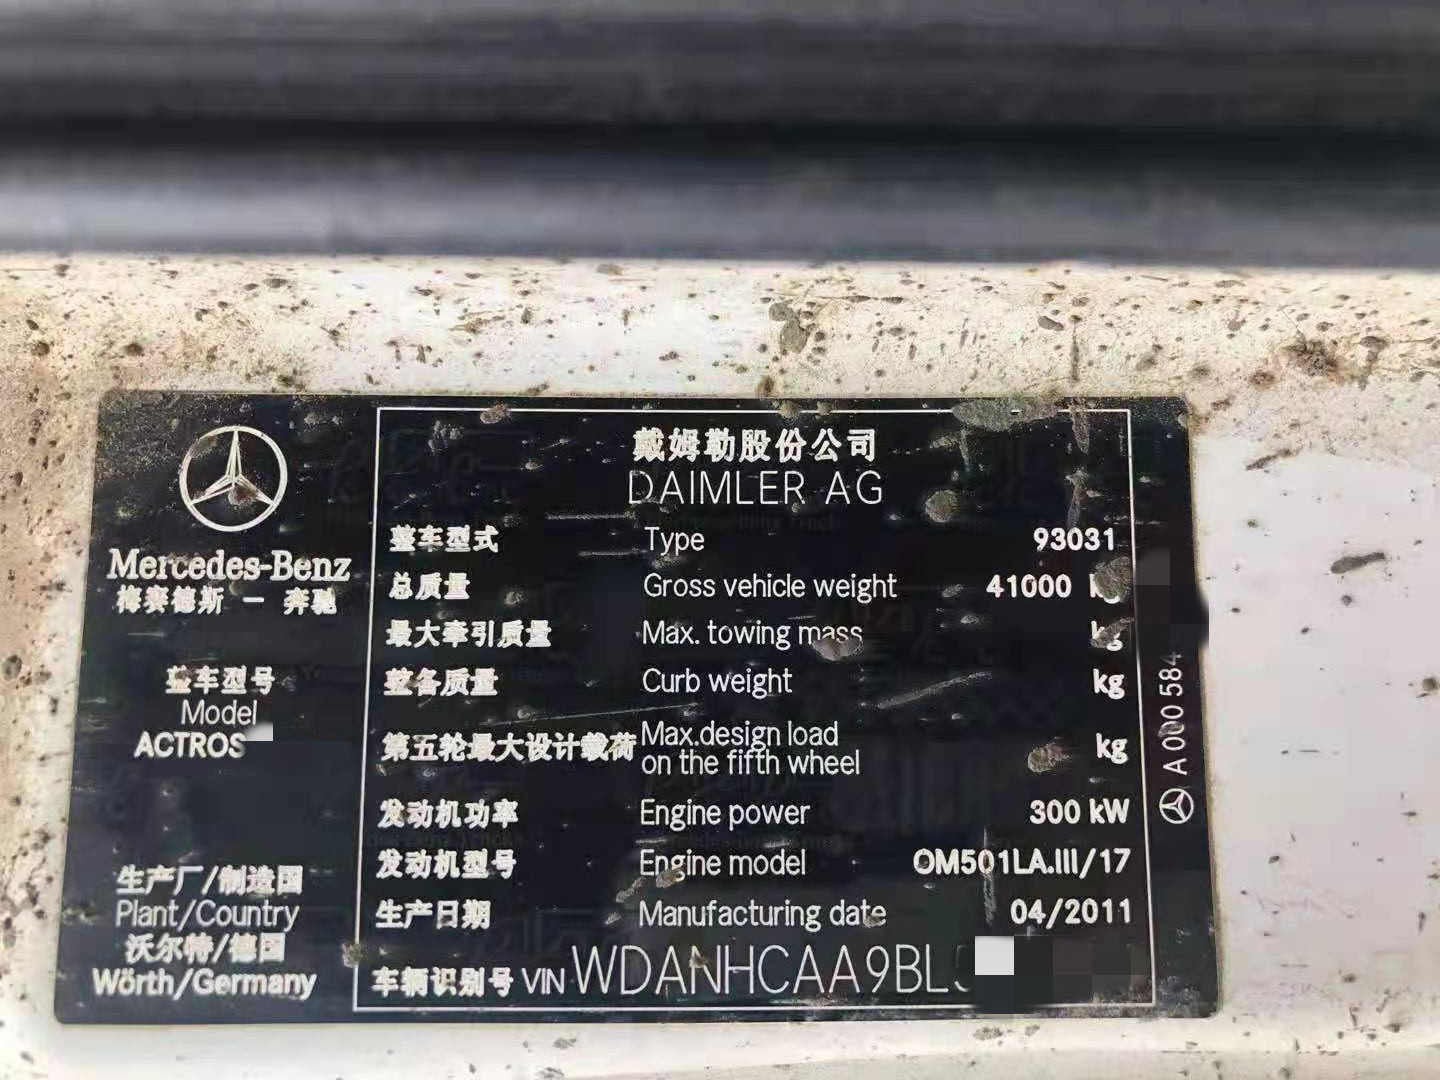 Mercedes-Benz
梅赛德斯 — 奔驰
整车型号
Model
ACTROS
生产厂/制造国
Plant/Country
沃尔特/德国
Wörth/Germany
戴姆勒股份公司
DAIMLER AG
整车型式 Type 93031
总质量 Gross vehicle weight 41000 kg
最大牵引质量 Max. towing mass kg
整备质量 Curb weight kg
第五轮最大设计载荷 Max.design load on the fifth wheel kg
发动机功率 Engine power 300 kW
发动机型号 Engine model OM501LA.III/17
生产日期 Manufacturing date 04/2011
车辆识别号 VIN WDANHCAA9BL
A 000 584